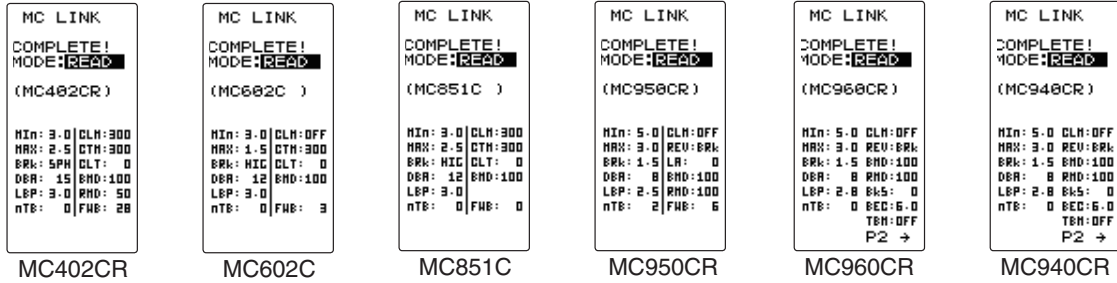 MC LINK
COMPLETE!
MODE:READ
(MC402CR)
MIn: 3.0 CLM:300
MAX: 2.5 CTM:300
BRk: SPH CLT: 0
DBA: 15 BMD:100
LBP: 3.0 RMD: 50
nTB: 0 FWB: 28
MC402CR
MC LINK
COMPLETE!
MODE:READ
(MC602C )
MIn: 3.0 CLM:OFF
MAX: 1.5 CTM:300
BRk: HIG CLT: 0
DBA: 12 BMD:100
LBP: 3.0
nTB: 0 FWB: 3
MC602C
MC LINK
COMPLETE!
MODE:READ
(MC851C )
MIn: 3.0 CLM:300
MAX: 2.5 CTM:300
BRk: HIG CLT: 0
DBA: 12 BMD:100
LBP: 3.0
nTB: 0 FWB: 0
MC851C
MC LINK
COMPLETE!
MODE:READ
(MC950CR)
MIn: 5.0 CLM:OFF
MAX: 3.0 REV:BRk
BRk: 1.5 LA: 0
DBA: 8 BMD:100
LBP: 2.5 RMD:100
nTB: 2 FWB: 6
MC950CR
MC LINK
COMPLETE!
MODE:READ
(MC960CR)
MIn: 5.0 CLM:OFF
MAX: 3.0 REV:BRk
BRk: 1.5 BMD:100
DBA: 8 RMD:100
LBP: 2.8 BkS: 0
nTB: 0 BEC:6.0
TBM:OFF
P2 →
MC960CR
MC LINK
COMPLETE!
MODE:READ
(MC940CR)
MIn: 5.0 CLM:OFF
MAX: 3.0 REV:BRk
BRk: 1.5 BMD:100
DBA: 8 RMD:100
LBP: 2.8 BkS: 0
nTB: 0 BEC:6.0
TBM:OFF
P2 →
MC940CR